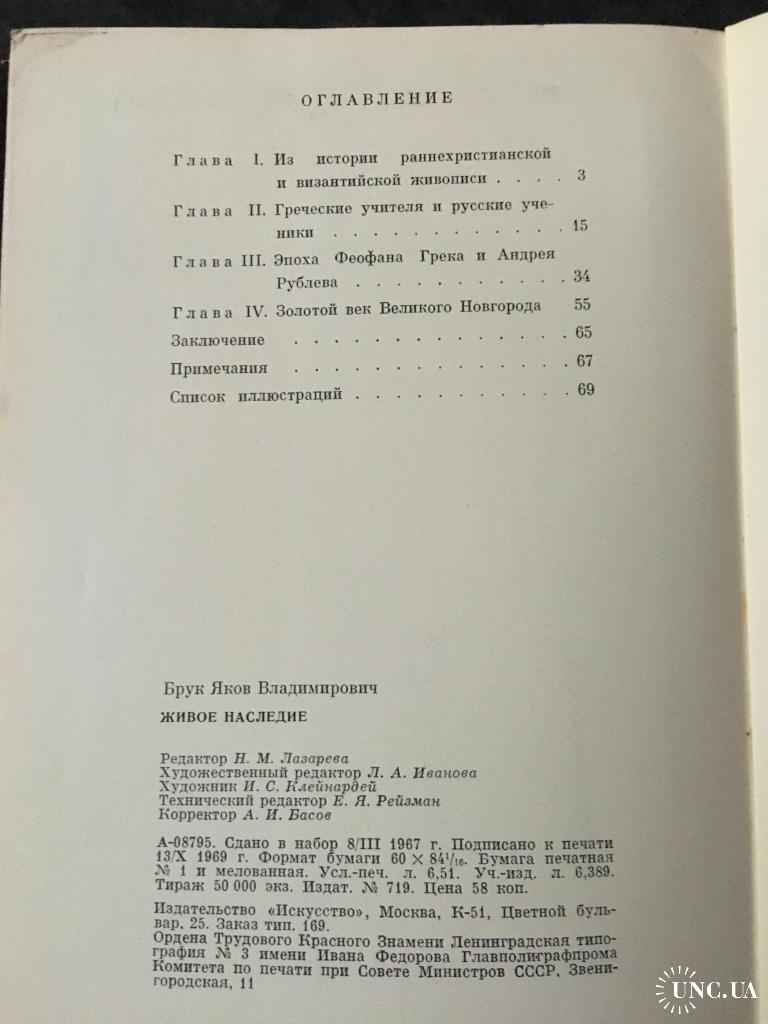 ОГЛАВЛЕНИЕ
Глава I. Из истории раннехристианской
и византийской живописи . . . . 3
Глава II. Греческие учителя и русские уче-
ники . . . . . . . . . . . . 15
Глава III. Эпоха Феофана Грека и Андрея
Рублева . . . . . . . . . . . 34
Глава IV. Золотой век Великого Новгорода 55
Заключение . . . . . . . . . . . . . . 65
Примечания . . . . . . . . . . . . . . 67
Список иллюстраций . . . . . . . . . . . 69
Брук Яков Владимирович
ЖИВОЕ НАСЛЕДИЕ
Редактор Н. М. Лазарева
Художественный редактор Л. А. Иванова
Художник И. С. Клейнардей
Технический редактор Е. Я. Рейзман
Корректор А. И. Басов
А-08795. Сдано в набор 8/III 1967 г. Подписано к печати
13/X 1969 г. Формат бумаги 60 × 84¹/₁₆. Бумага печатная
№ 1 и мелованная. Усл.-печ. л. 6,51. Уч.-изд. л. 6,389.
Тираж 50 000 экз. Издат. № 719. Цена 58 коп.
Издательство «Искусство», Москва, К-51, Цветной буль-
вар, 25. Заказ тип. 169.
Ордена Трудового Красного Знамени Ленинградская типо-
графия № 3 имени Ивана Федорова Главполиграфпрома
Комитета по печати при Совете Министров СССР, Звени-
городская, 11
UNC.UA